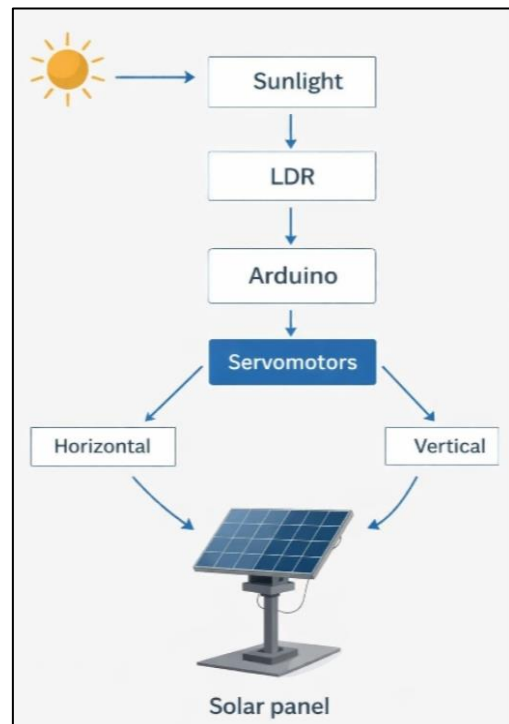 Sunlight
LDR
Arduino
Servomotors
Horizontal
Vertical
Solar panel